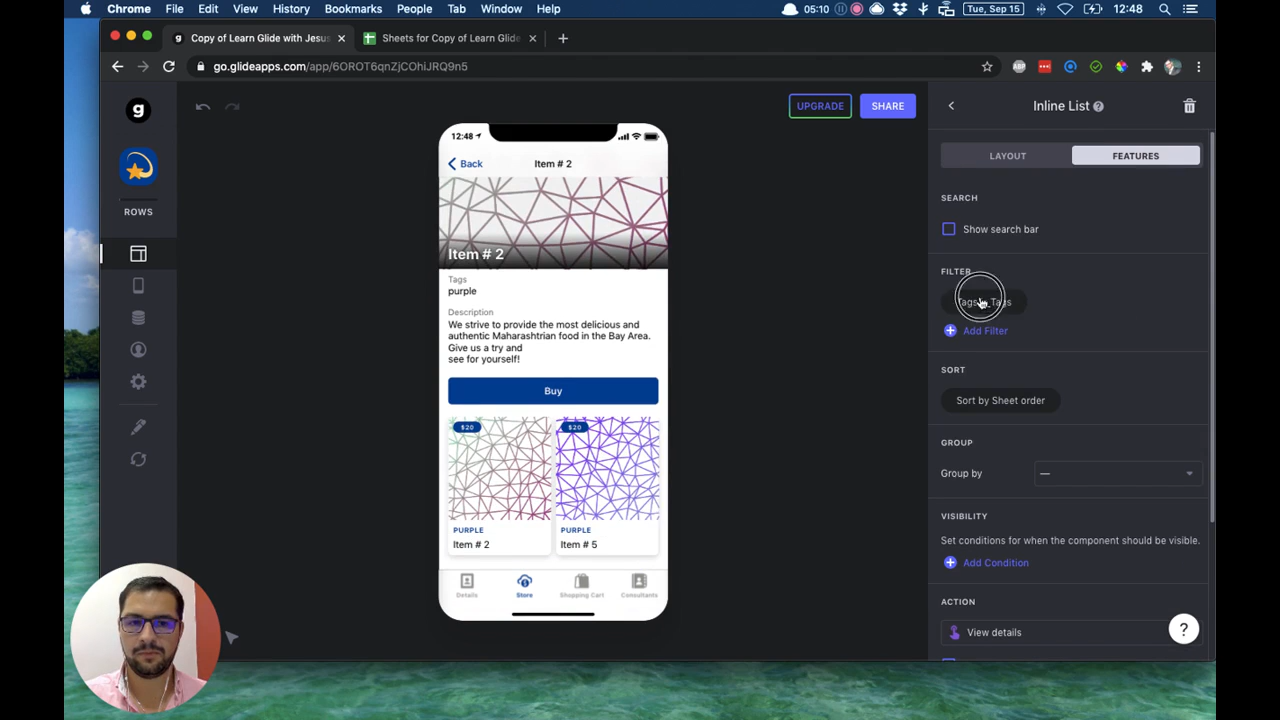 Chrome File Edit View History Bookmarks People Tab Window Help 05:10 Tue, Sep 15 12:48
Copy of Learn Glide with Jesus
Sheets for Copy of Learn Glide
go.glideapps.com/app/6OROT6qnZjCOhiJRQ9n5
ABP
g
ROWS
UPGRADE
SHARE
12:48
Back
Item # 2
Item # 2
Tags
purple
Description
We strive to provide the most delicious and
authentic Maharashtrian food in the Bay Area.
Give us a try and
see for yourself!
Buy
$20
$20
PURPLE
PURPLE
Item # 2
Item # 5
Details
Store
Shopping Cart
Consultants
Inline List ?
LAYOUT
FEATURES
SEARCH
Show search bar
FILTER
Tags Tags
Add Filter
SORT
Sort by Sheet order
GROUP
Group by —
VISIBILITY
Set conditions for when the component should be visible.
Add Condition
ACTION
View details
?